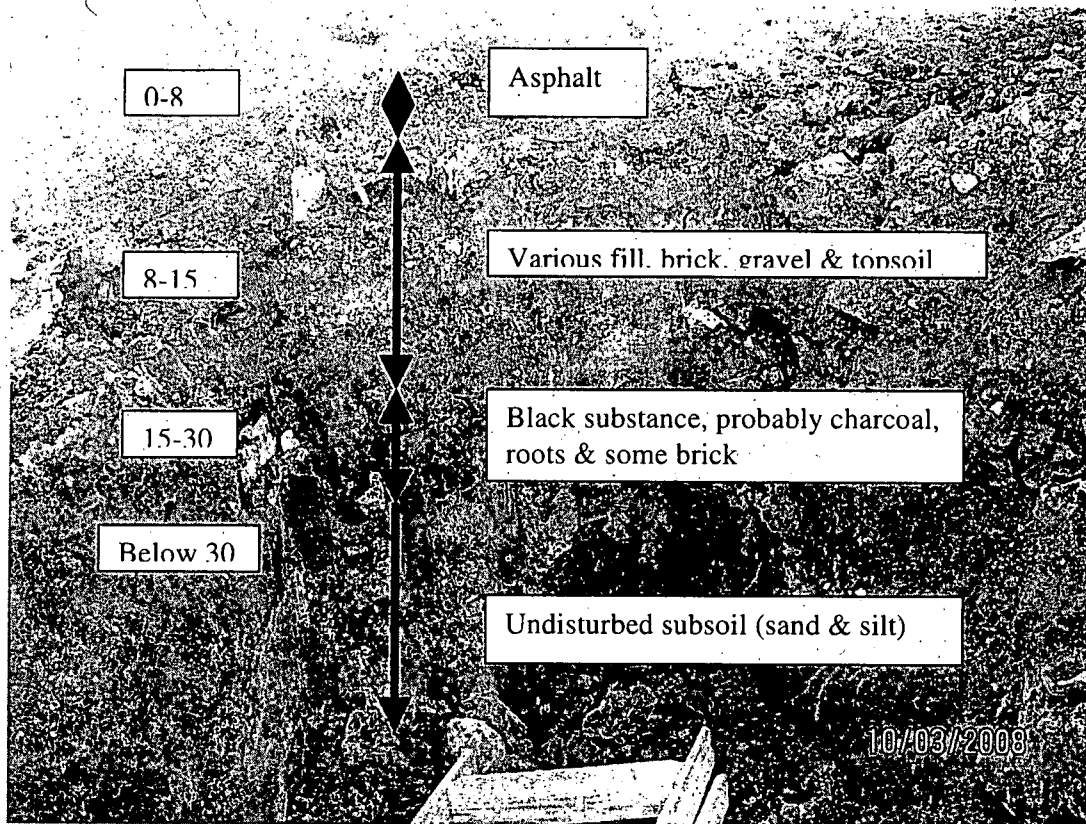 0-8
Asphalt
8-15
Various fill, brick, gravel & topsoil
15-30
Black substance, probably charcoal,
roots & some brick
Below 30
Undisturbed subsoil (sand & silt)
10/03/2008